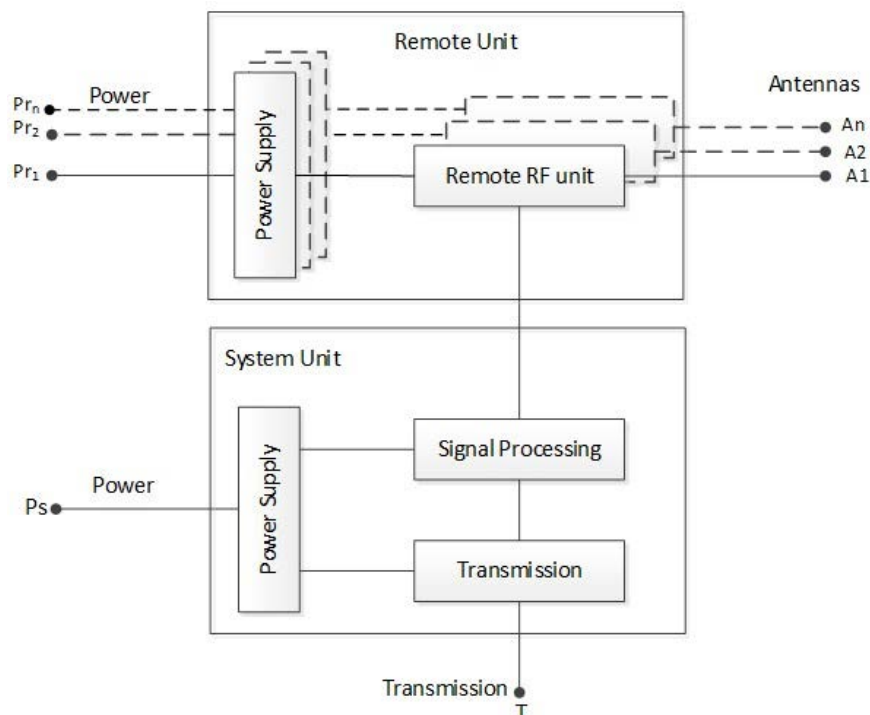 Remote Unit
Power
Antennas
Prₙ
Pr₂
Pr₁
Power Supply
Remote RF unit
An
A2
A1
System Unit
Power Supply
Signal Processing
Power
Ps
Transmission
Transmission
T